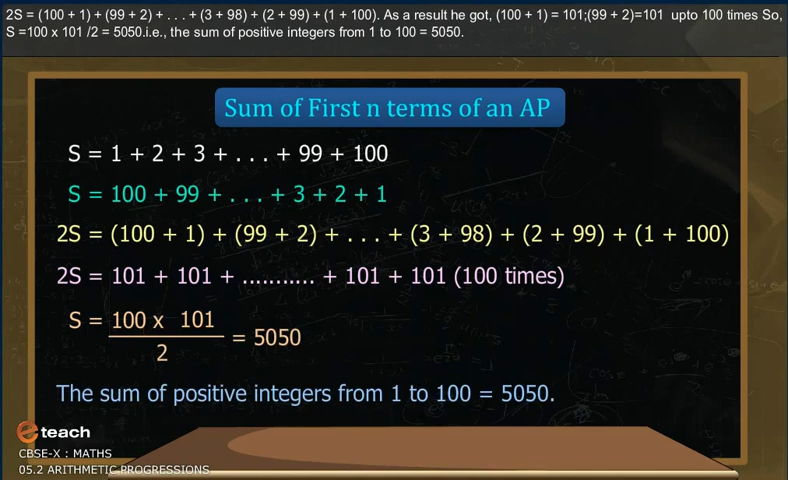 2S = (100 + 1) + (99 + 2) + . . . + (3 + 98) + (2 + 99) + (1 + 100). As a result he got, (100 + 1) = 101;(99 + 2)=101 upto 100 times So,
S =100 x 101 /2 = 5050.i.e., the sum of positive integers from 1 to 100 = 5050.
Sum of First n terms of an AP
S = 1 + 2 + 3 + . . . + 99 + 100
S = 100 + 99 + . . . + 3 + 2 + 1
2S = (100 + 1) + (99 + 2) + . . . + (3 + 98) + (2 + 99) + (1 + 100)
2S = 101 + 101 + ........... + 101 + 101 (100 times)
S = 100 x 101
2
= 5050
The sum of positive integers from 1 to 100 = 5050.
e teach
CBSE-X : MATHS
05.2 ARITHMETIC PROGRESSIONS